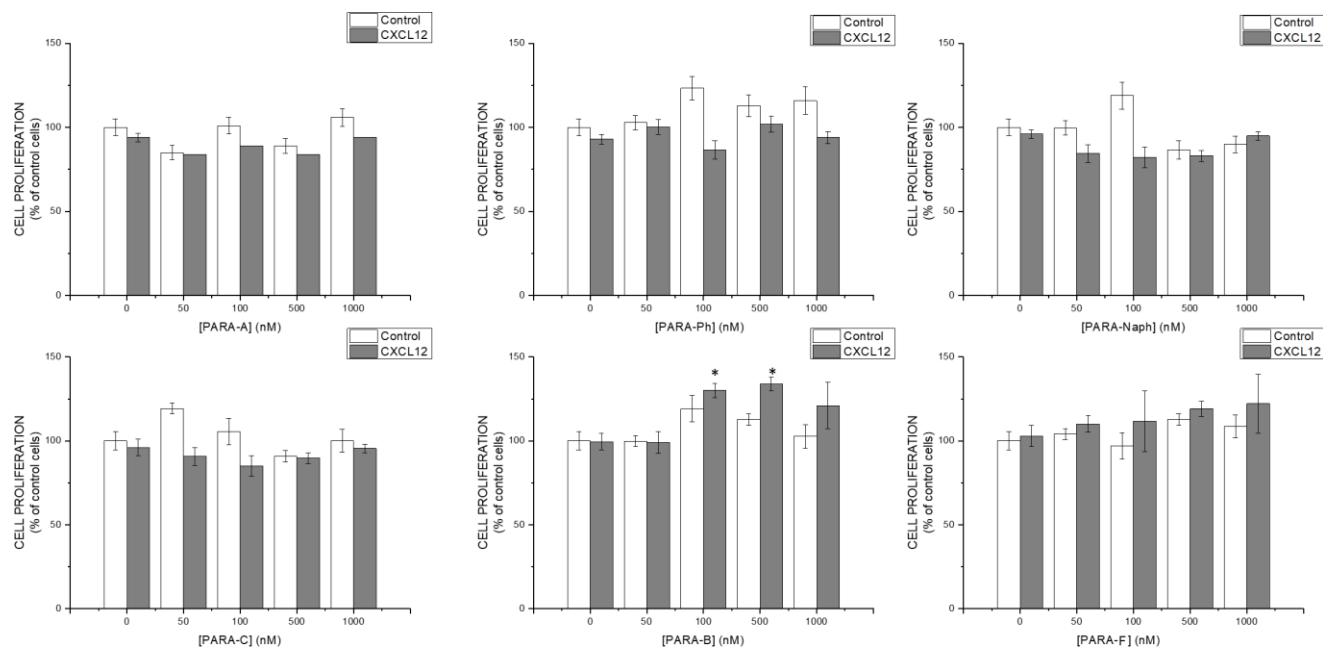 Control
CXCL12
150
100
50
0
CELL PROLIFERATION
(% of control cells)
0 50 100 500 1000
[PARA-A] (nM)
Control
CXCL12
150
100
50
0
CELL PROLIFERATION
(% of control cells)
0 50 100 500 1000
[PARA-Ph] (nM)
Control
CXCL12
150
100
50
0
CELL PROLIFERATION
(% of control cells)
0 50 100 500 1000
[PARA-Naph] (nM)
Control
CXCL12
150
100
50
0
CELL PROLIFERATION
(% of control cells)
0 50 100 500 1000
[PARA-C] (nM)
Control
CXCL12
150
100
50
0
CELL PROLIFERATION
(% of control cells)
* *
0 50 100 500 1000
[PARA-B] (nM)
Control
CXCL12
150
100
50
0
CELL PROLIFERATION
(% of control cells)
0 50 100 500 1000
[PARA-F] (nM)